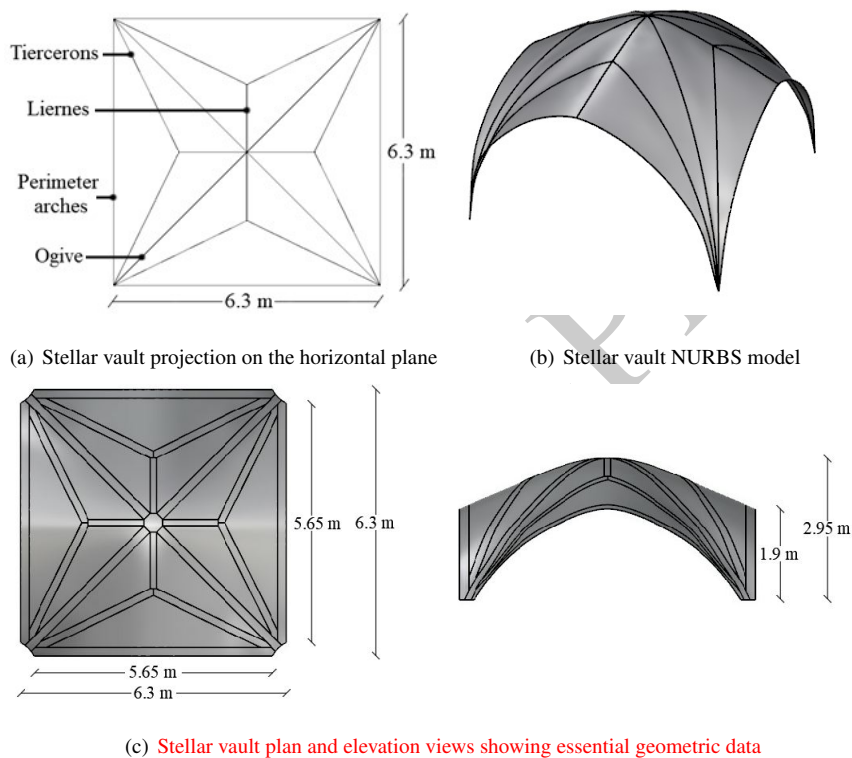 Tiercerons
Liernes
Perimeter
arches
Ogive
6.3 m
6.3 m
(a) Stellar vault projection on the horizontal plane
(b) Stellar vault NURBS model
5.65 m
6.3 m
5.65 m
6.3 m
1.9 m
2.95 m
(c) Stellar vault plan and elevation views showing essential geometric data